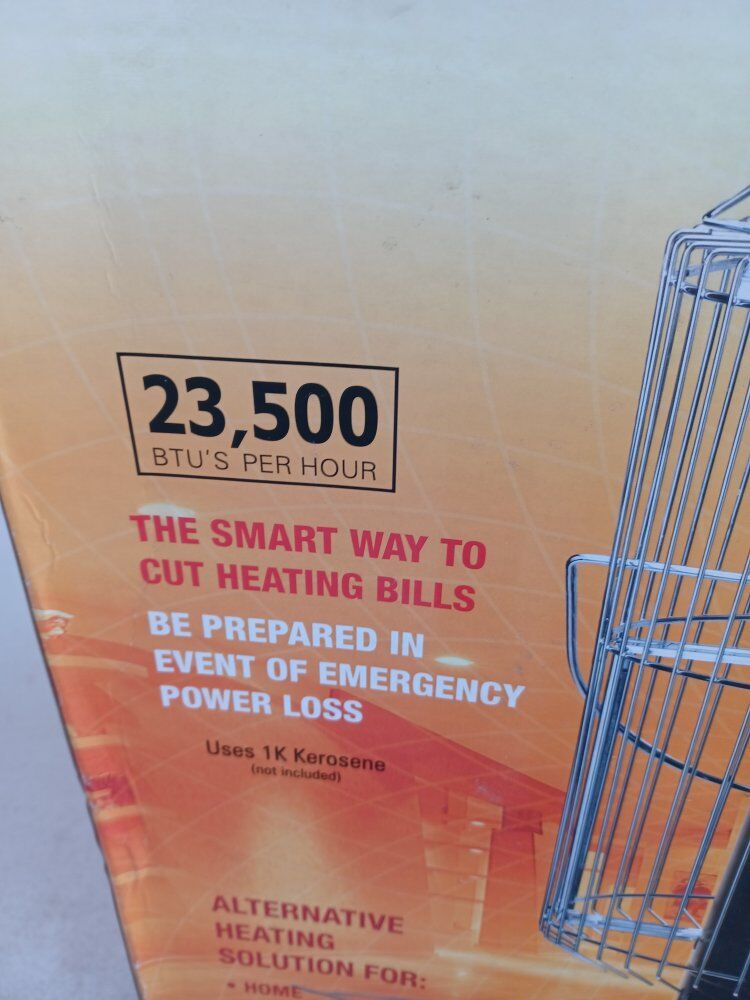 23,500
BTU'S PER HOUR
THE SMART WAY TO
CUT HEATING BILLS
BE PREPARED IN
EVENT OF EMERGENCY
POWER LOSS
Uses 1K Kerosene
(not included)
ALTERNATIVE
HEATING
SOLUTION FOR:
• HOME